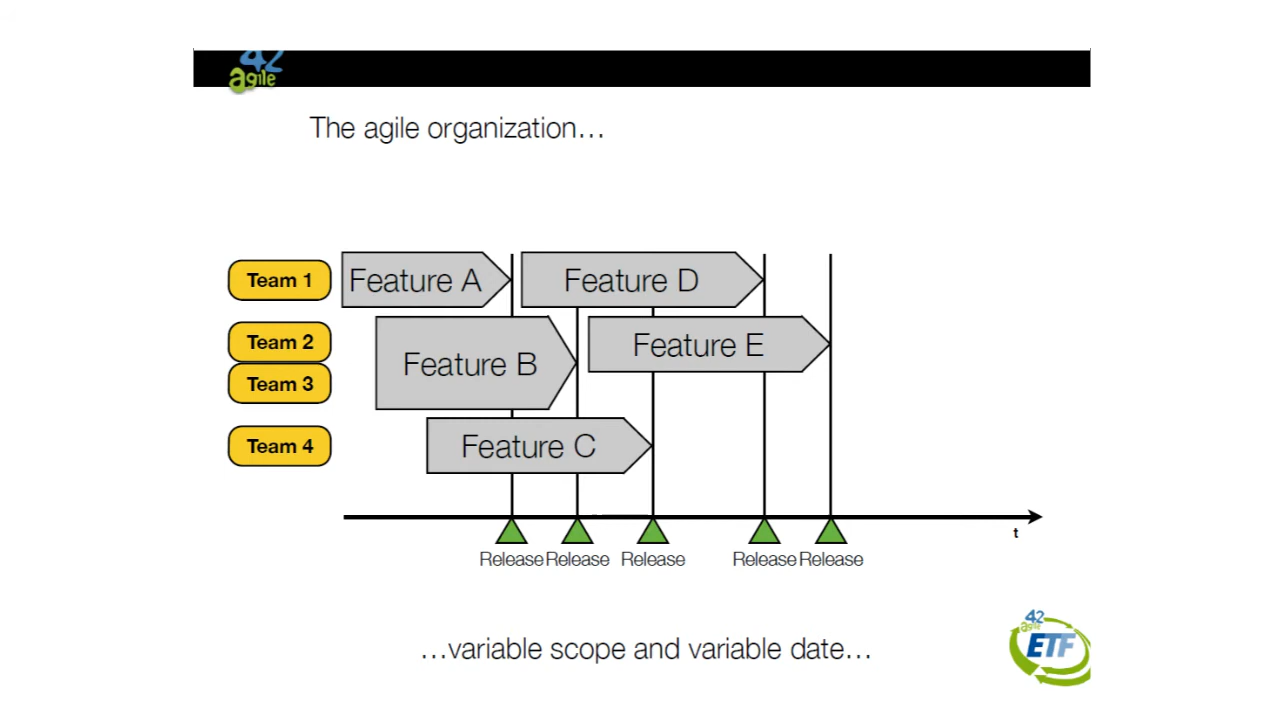 42
agile
The agile organization...
Team 1
Feature A
Feature D
Team 2
Feature E
Team 3
Feature B
Team 4
Feature C
t
Release Release Release Release Release
...variable scope and variable date...
42
agile
ETF